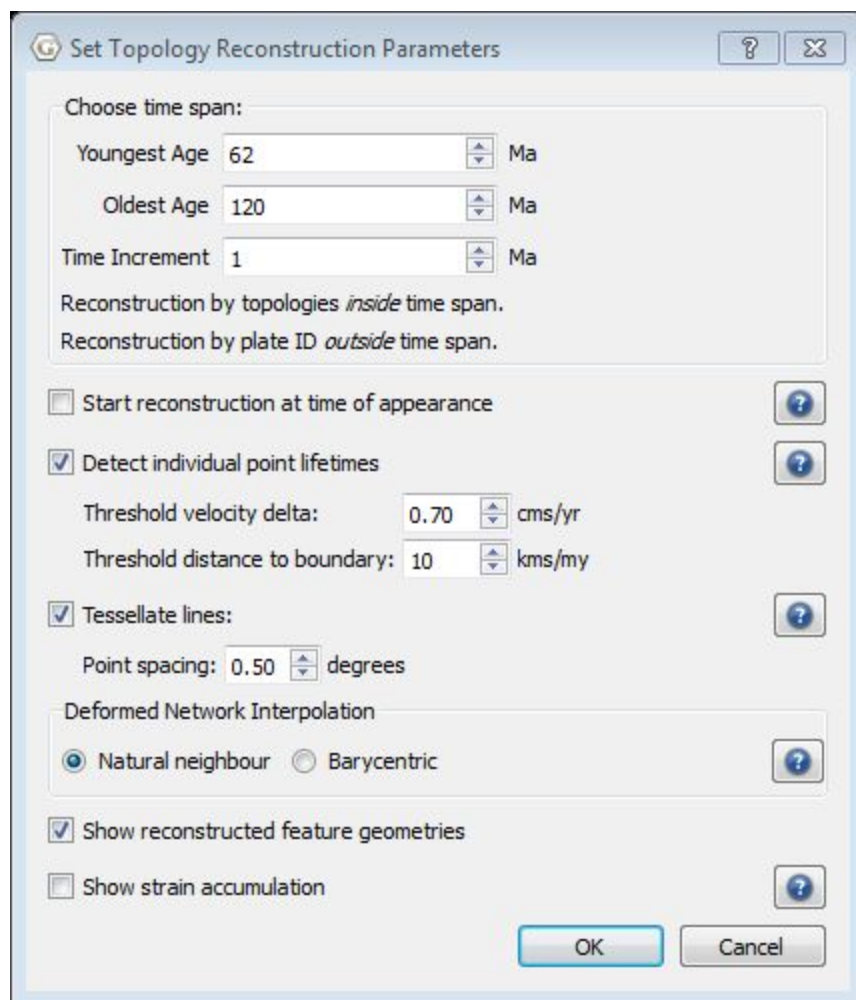 Set Topology Reconstruction Parameters
Choose time span:
Youngest Age 62 Ma
Oldest Age 120 Ma
Time Increment 1 Ma
Reconstruction by topologies inside time span.
Reconstruction by plate ID outside time span.
Start reconstruction at time of appearance ?
Detect individual point lifetimes ?
Threshold velocity delta: 0.70 cms/yr
Threshold distance to boundary: 10 kms/my
Tessellate lines: ?
Point spacing: 0.50 degrees
Deformed Network Interpolation
Natural neighbour Barycentric ?
Show reconstructed feature geometries
Show strain accumulation ?
OK Cancel